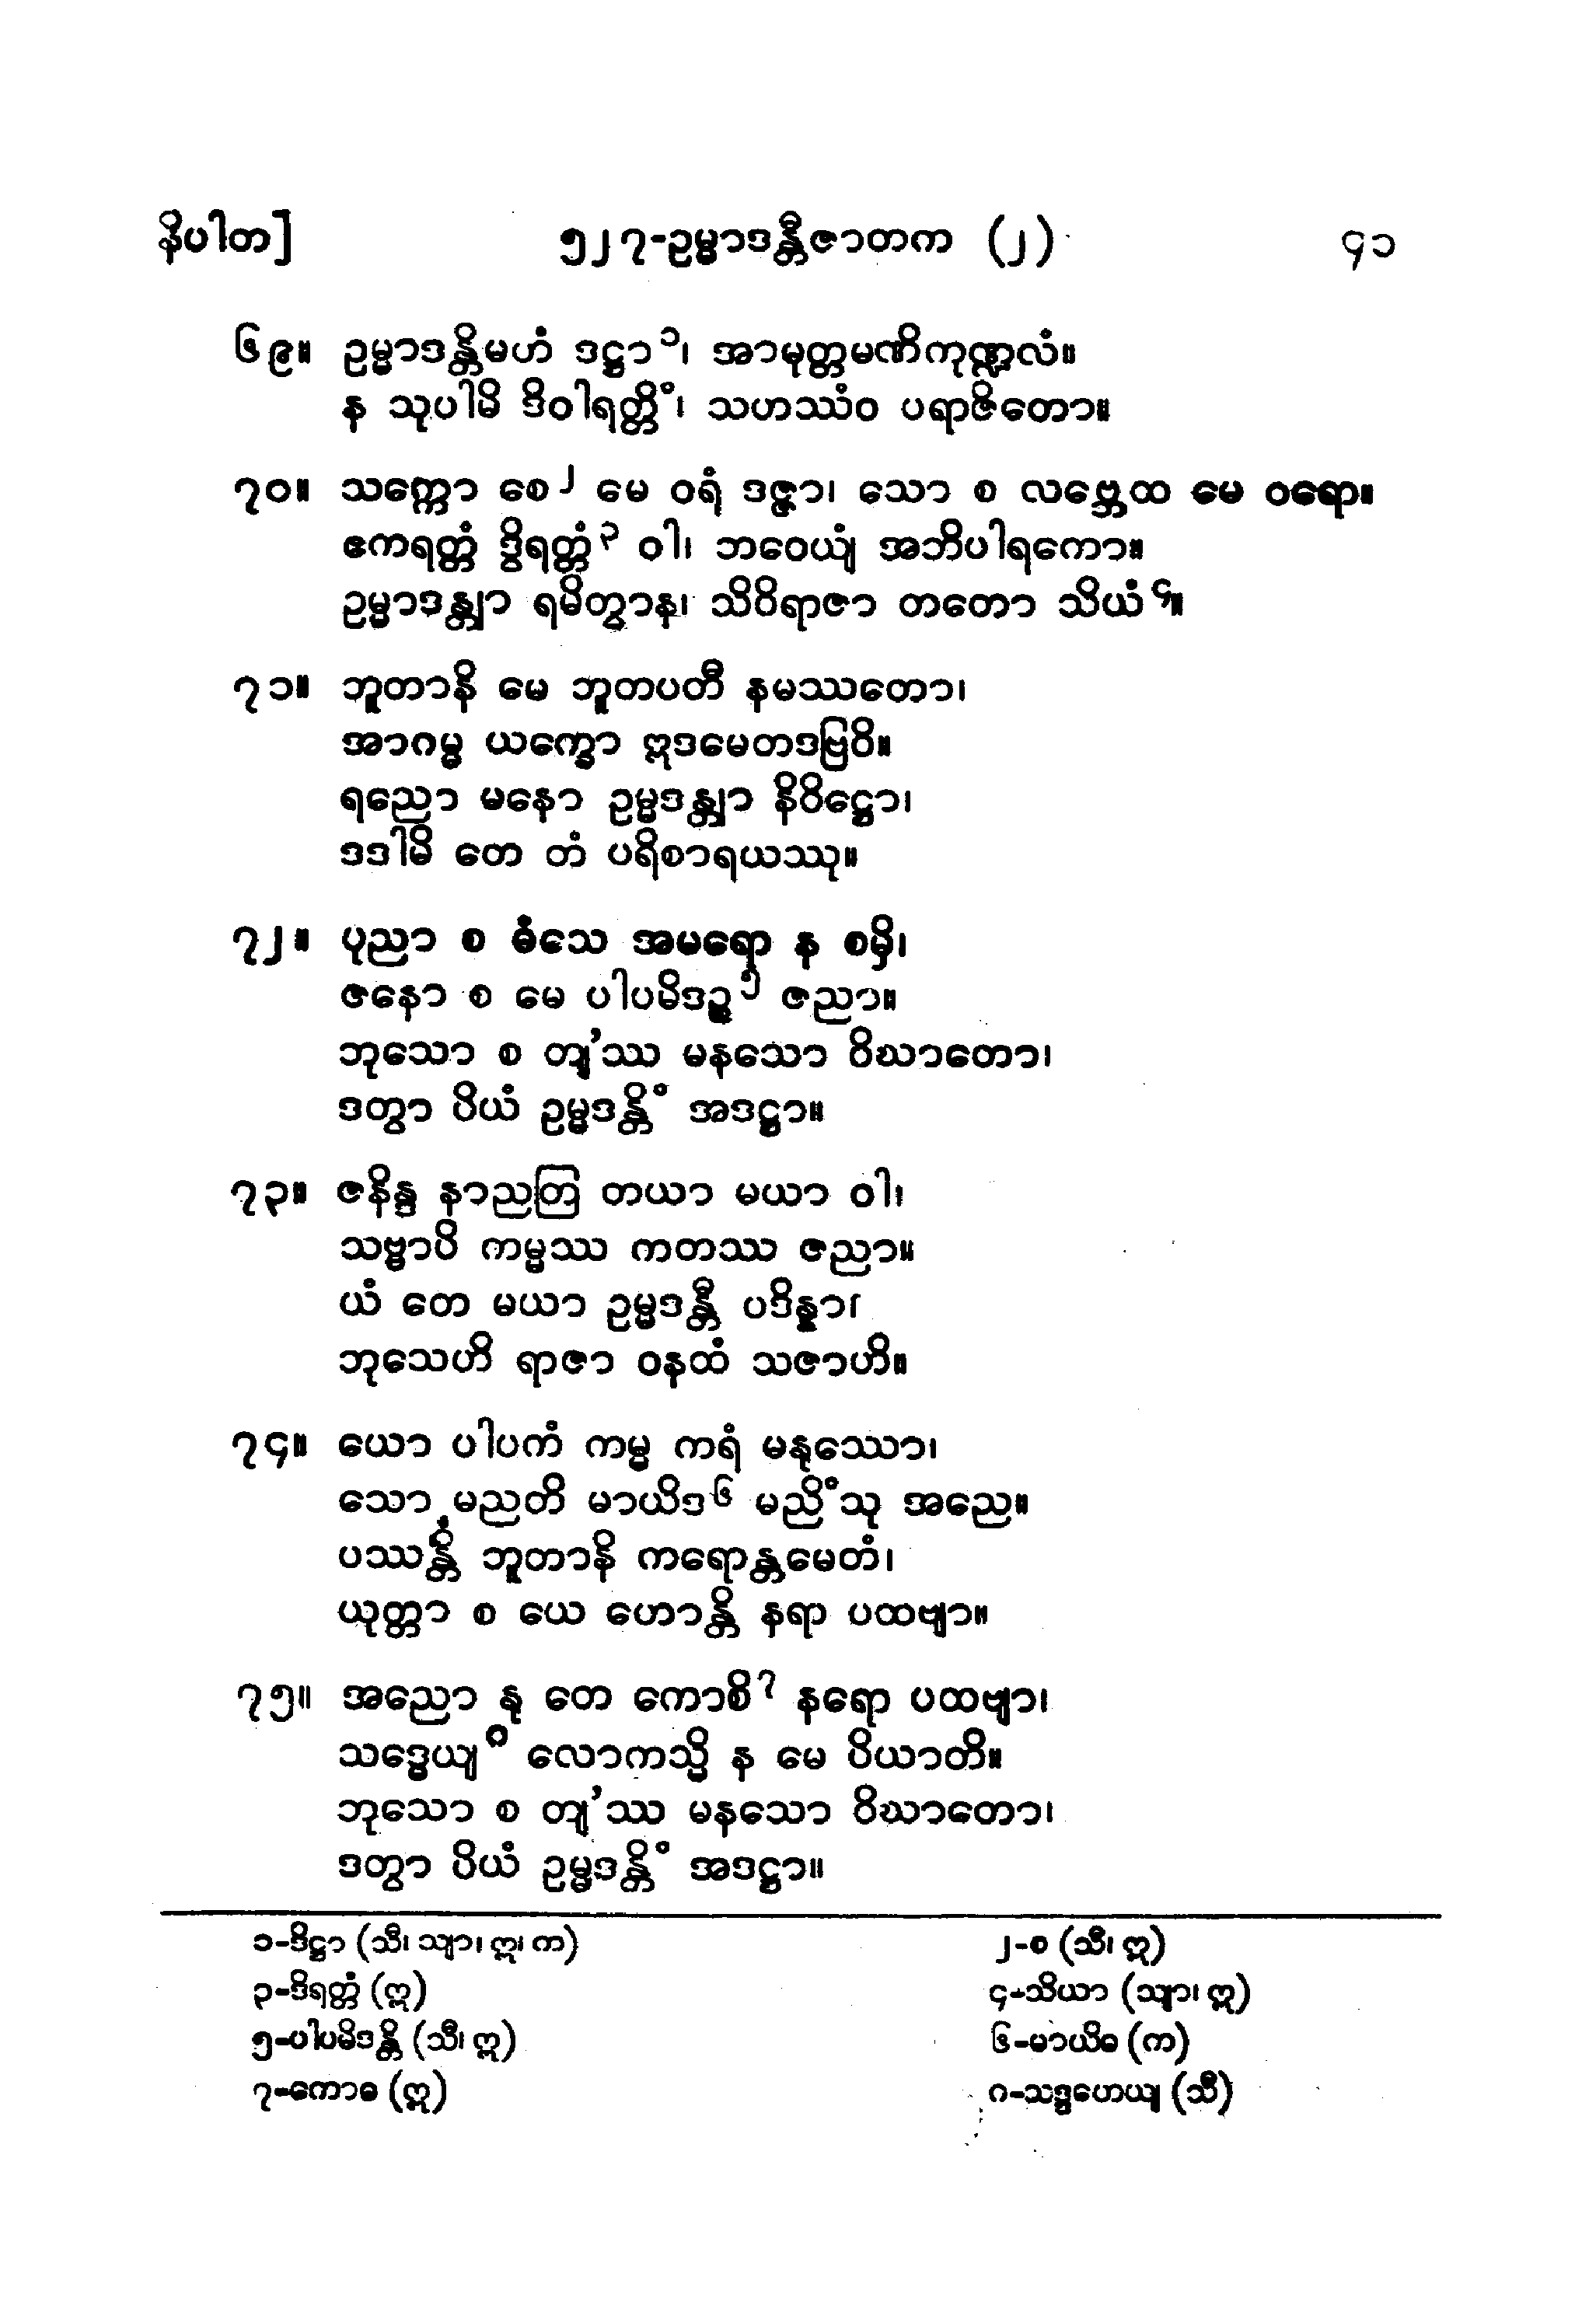 နိပါတ]	၅၂၇-ဥမ္မာဒန္တီဇာတက (၂)	၄၁
၆၉။ ဥမ္မာဒန္တိမဟံ ဒဋ္ဌာ၁၊ အာမုတ္တမဏိကုဏ္ဍလံ။
န သုပါမိ ဒိဝါရတ္တိံ၊ သဟဿံဝ ပရာဇိတော။
၇၀။ သက္ကော စေ၂ မေ ဝရံ ဒဇ္ဇာ၊ သော စ လဗ္ဘေထ မေ ဝရော။
ဧကရတ္တံ ဒွိရတ္တံ၃ ဝါ၊ ဘဝေယျံ အဘိပါရကော။
ဥမ္မာဒန္တျာ ရမိတွာန၊ သိဝိရာဇာ တတော သိယံ၄။
၇၁။ ဘူတာနိ မေ ဘူတပတီ နမဿတော၊
အာဂမ္မ ယက္ခော ဣဒမေတဒဗြဝိ။
ရညော မနော ဥမ္မဒန္တျာ နိဝိဋ္ဌော၊
ဒဒါမိ တေ တံ ပရိစာရယဿု။
၇၂။ ပုညာ စ ဓံသေ အမရော န စမှိ၊
ဇနော စ မေ ပါပမိဒဉ္စ၅ ဇညာ။
ဘုသော စ တျ’ဿ မနသော ဝိဃာတော၊
ဒတွာ ပိယံ ဥမ္မဒန္တိံ အဒဋ္ဌာ။
၇၃။ ဇနိန္ဒ နာညတြ တယာ မယာ ဝါ၊
သဗ္ဗာပိ ကမ္မဿ ကတဿ ဇညာ။
ယံ တေ မယာ ဥမ္မဒန္တီ ပဒိန္နာ၊
ဘုသေဟိ ရာဇာ ဝနထံ သဇာဟိ။
၇၄။ ယော ပါပကံ ကမ္မ ကရံ မနုဿော၊
သော မညတိ မာယိဒ၆ မညိံသု အညေ။
ပဿန္တိ ဘူတာနိ ကရောန္တမေတံ၊
ယုတ္တာ စ ယေ ဟောန္တိ နရာ ပထဗျာ။
၇၅။ အညော နု တေ ကောစိ၇ နရော ပထဗျာ၊
သဒ္ဓေယျ၈ လောကသ္မိ န မေ ပိယာတိ။
ဘုသော စ တျ’ဿ မနသော ဝိဃာတော၊
ဒတွာ ပိယံ ဥမ္မဒန္တိံ အဒဋ္ဌာ။
၁-ဒိဋ္ဌာ (သီ၊ သျာ၊ ဣ၊ က)	၂-စ (သီ၊ ဣ)
၃-ဒိရတ္တံ (ဣ)	၄-သိယာ (သျာ၊ ဣ)
၅-ပါပမိဒန္တိ (သီ၊ ဣ)	၆-မာယိဓ (က)
၇-ကောဓ (ဣ)	၈-သဒ္ဒဟေယျ (သီ)